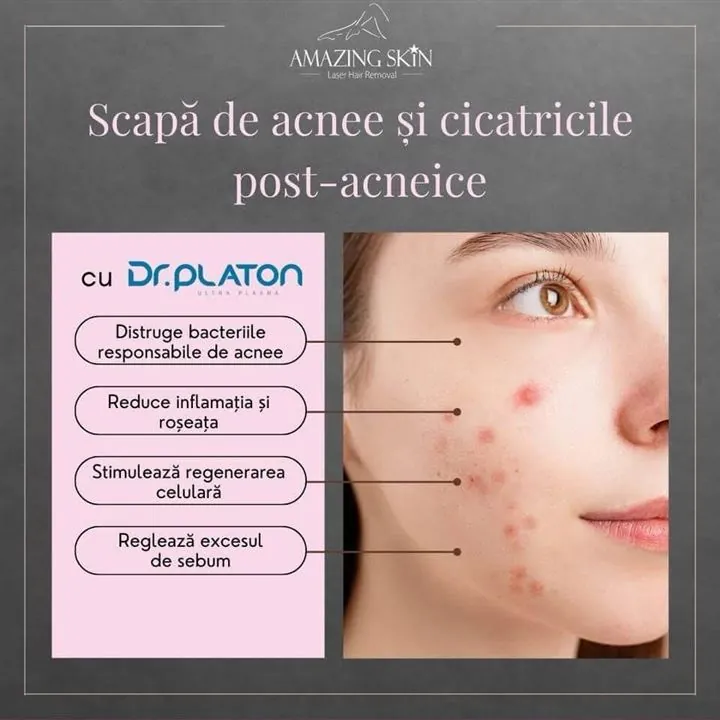 AMAZING SKIN
Laser Hair Removal
Scapă de acnee și cicatricile
post-acneice
cu Dr.PLATON
ULTRA PLASMA
Distruge bacteriile
responsabile de acnee
Reduce inflamația și
roșeața
Stimulează regenerarea
celulară
Reglează excesul
de sebum